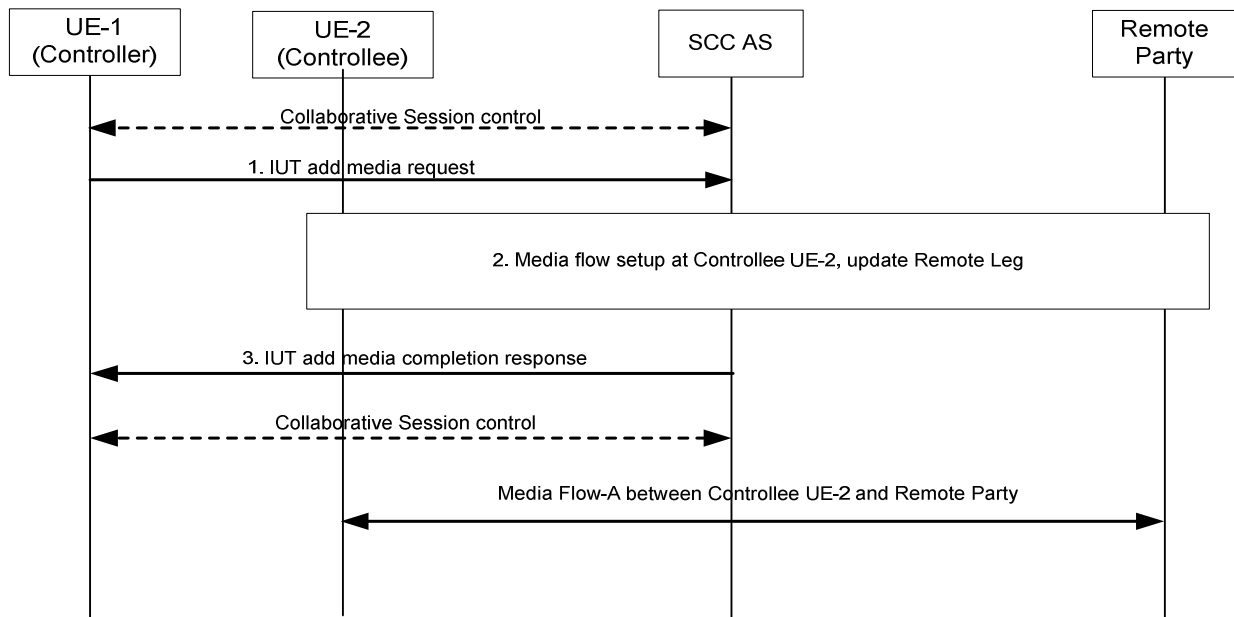 UE-1
(Controller)
UE-2
(Controllee)
SCC AS
Remote
Party
Collaborative Session control
1. IUT add media request
2. Media flow setup at Controllee UE-2, update Remote Leg
3. IUT add media completion response
Collaborative Session control
Media Flow-A between Controllee UE-2 and Remote Party